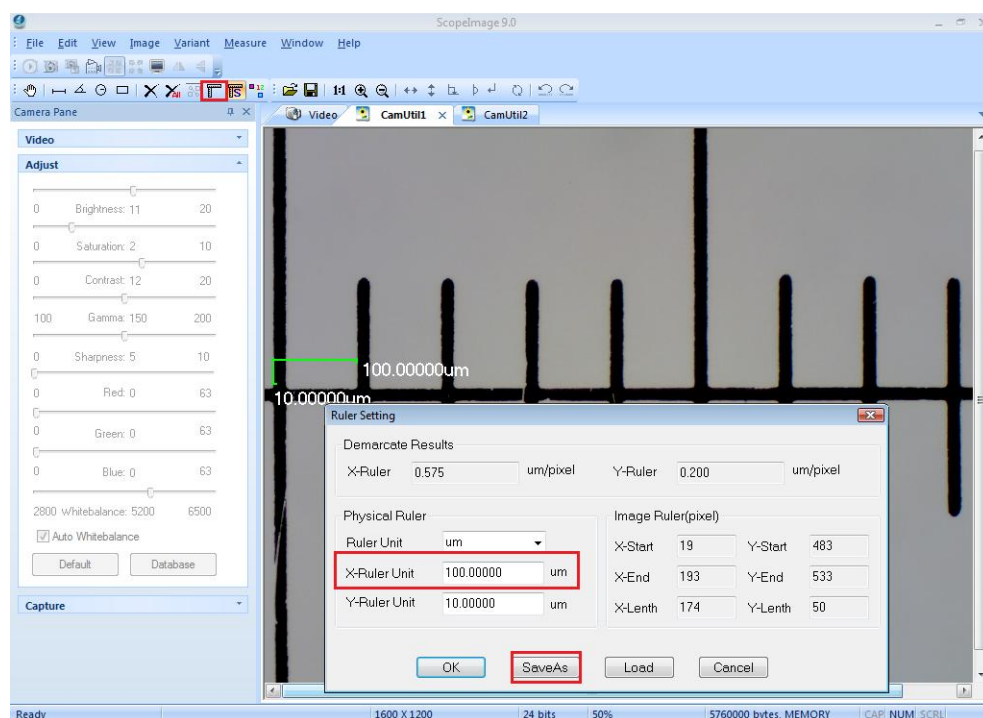 ScopeImage 9.0
File Edit View Image Variant Measure Window Help
1:1
Camera Pane
Video CamUtil1 CamUtil2
Video
Adjust
0 Brightness: 11 20
0 Saturation: 2 10
0 Contrast: 12 20
100 Gamma: 150 200
0 Sharpness: 5 10
0 Red: 0 63
0 Green: 0 63
0 Blue: 0 63
2800 Whitebalance: 5200 6500
Auto Whitebalance
Default Database
Capture
100.00000um
10.00000um
Ruler Setting
Demarcate Results
X-Ruler 0.575 um/pixel Y-Ruler 0.200 um/pixel
Physical Ruler Image Ruler(pixel)
Ruler Unit um X-Start 19 Y-Start 483
X-Ruler Unit 100.00000 um X-End 193 Y-End 533
Y-Ruler Unit 10.00000 um X-Lenth 174 Y-Lenth 50
OK SaveAs Load Cancel
Ready 1600 X 1200 24 bits 50% 5760000 bytes, MEMORY CAP NUM SCRL